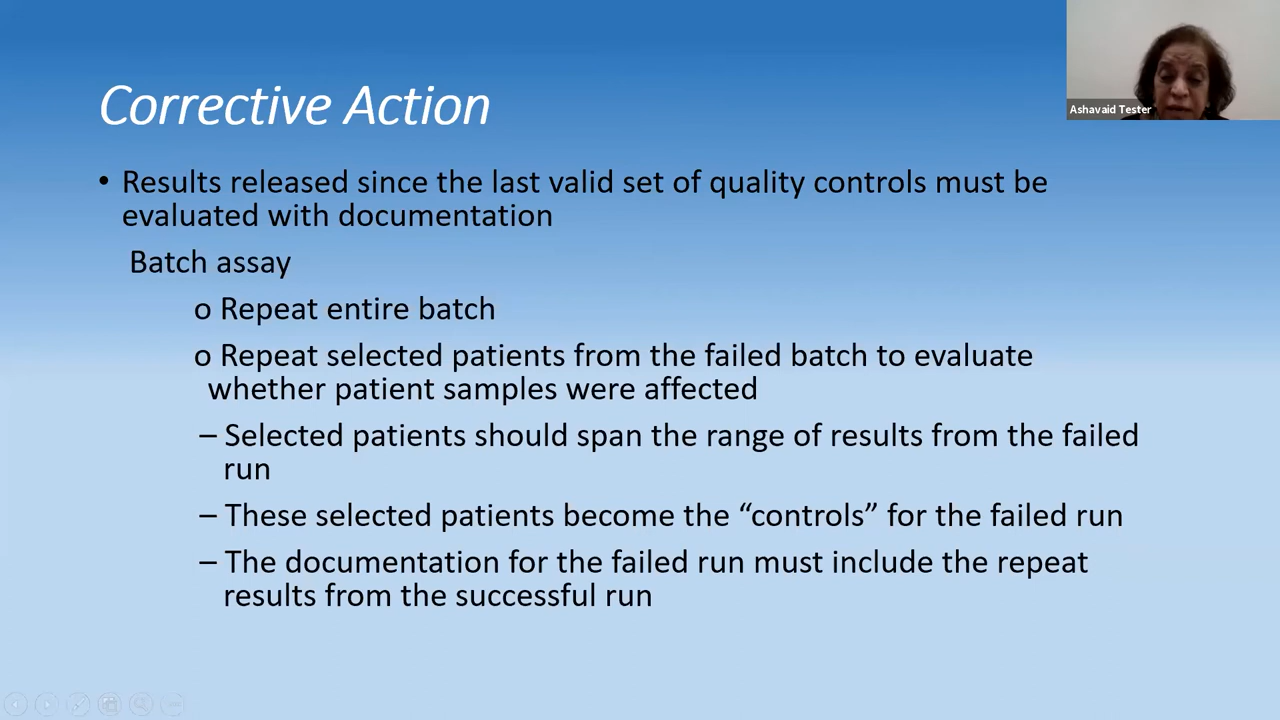 Ashavaid Tester
Corrective Action
• Results released since the last valid set of quality controls must be
evaluated with documentation
Batch assay
o Repeat entire batch
o Repeat selected patients from the failed batch to evaluate
whether patient samples were affected
– Selected patients should span the range of results from the failed
run
– These selected patients become the “controls” for the failed run
– The documentation for the failed run must include the repeat
results from the successful run